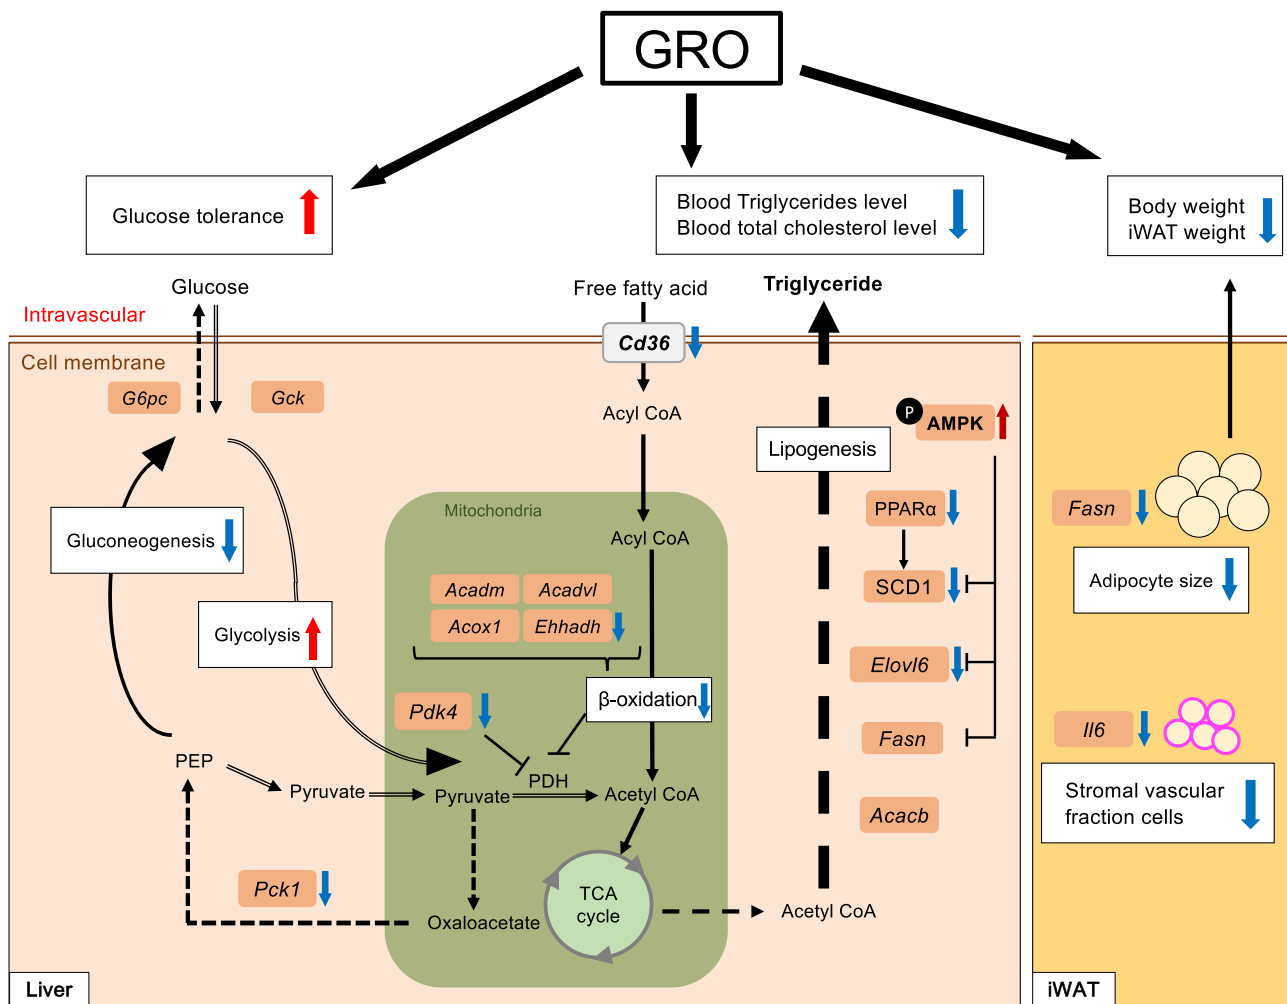 GRO
Glucose tolerance
Blood Triglycerides level
Blood total cholesterol level
Body weight
iWAT weight
Glucose
Free fatty acid
Triglyceride
Intravascular
Cd36
Cell membrane
G6pc
Gck
Acyl CoA
P
AMPK
Lipogenesis
PPARα
Fasn
Mitochondria
Gluconeogenesis
Acyl CoA
Adipocyte size
SCD1
Acadm
Acadvl
Acox1
Ehhadh
Glycolysis
Elovl6
β-oxidation
Pdk4
Fasn
Il6
PEP
PDH
Pyruvate
Pyruvate
Acetyl CoA
Stromal vascular
fraction cells
Acacb
Pck1
TCA
cycle
Oxaloacetate
Acetyl CoA
Liver
iWAT